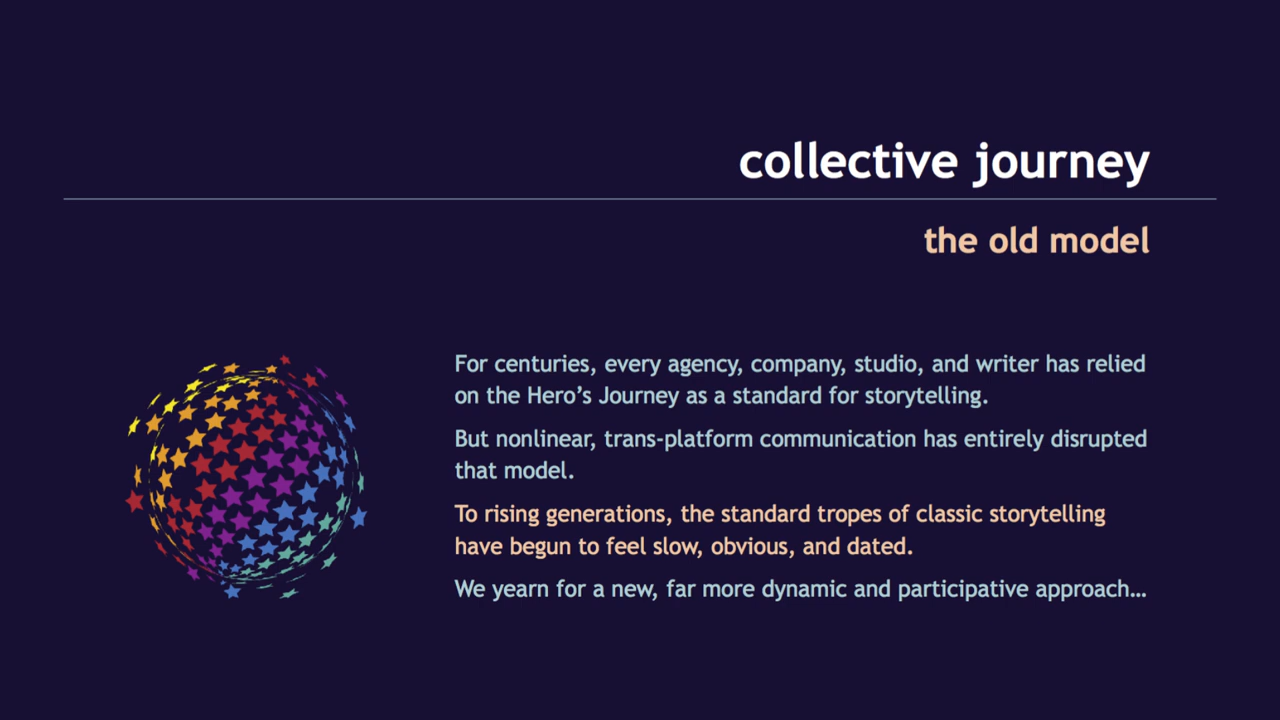 collective journey
the old model
For centuries, every agency, company, studio, and writer has relied
on the Hero’s Journey as a standard for storytelling.
But nonlinear, trans-platform communication has entirely disrupted
that model.
To rising generations, the standard tropes of classic storytelling
have begun to feel slow, obvious, and dated.
We yearn for a new, far more dynamic and participative approach…